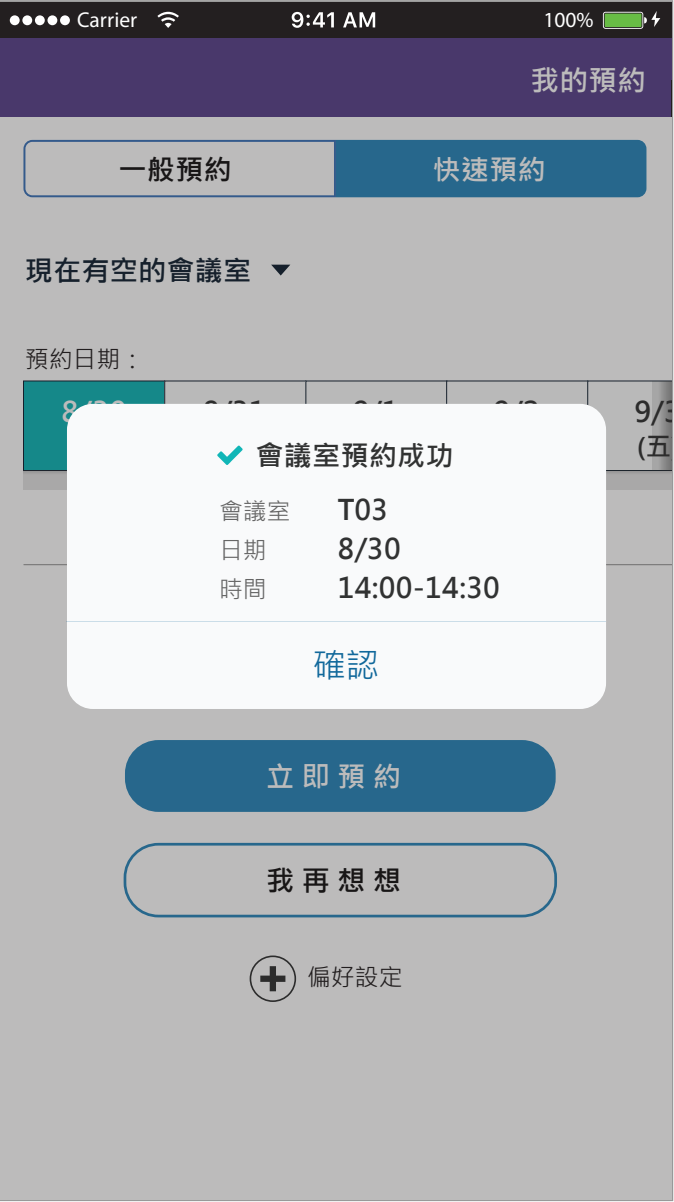 Carrier 9:41 AM 100%
我的預約
一般預約 快速預約
現在有空的會議室
預約日期：
(五
會議室預約成功
會議室 T03
日期 8/30
時間 14:00-14:30
確認
立即預約
我再想想
偏好設定